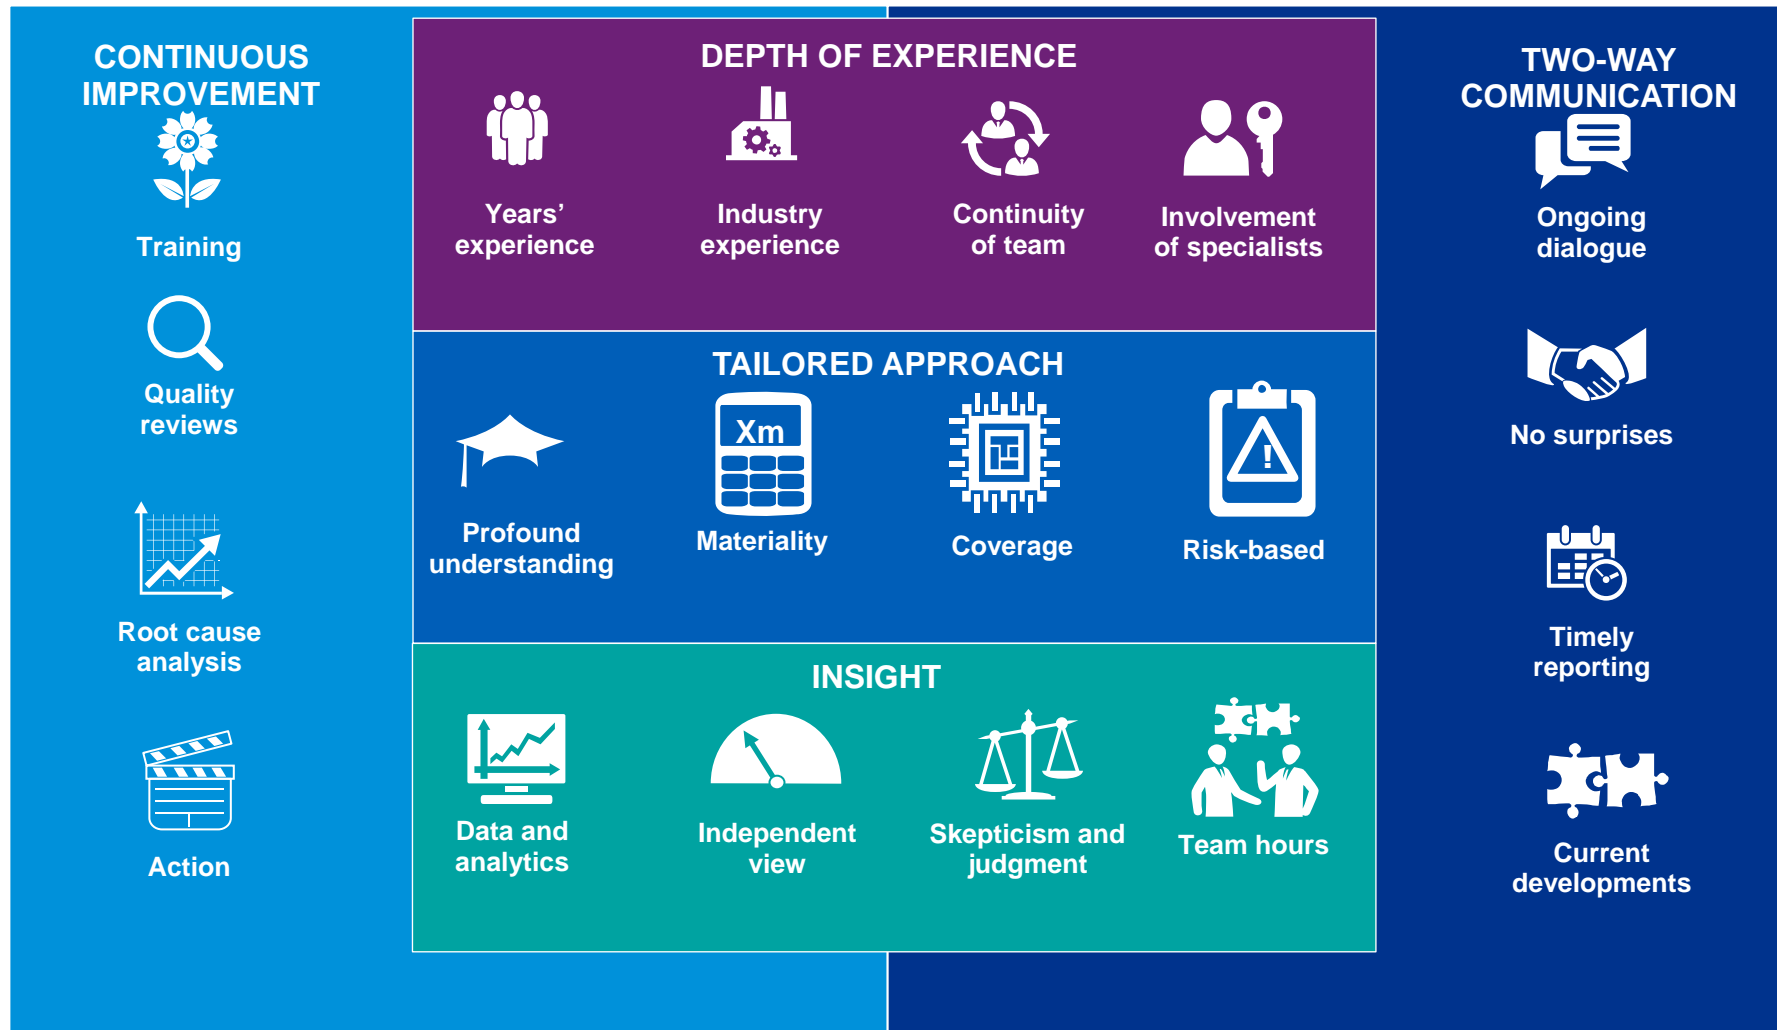 CONTINUOUS
IMPROVEMENT
Training
Quality
reviews
Root cause
analysis
Action
DEPTH OF EXPERIENCE
Years’
experience
Industry
experience
Continuity
of team
Involvement
of specialists
TAILORED APPROACH
Xm
!
Profound
understanding
Materiality
Coverage
Risk-based
INSIGHT
Data and
analytics
Independent
view
Skepticism and
judgment
Team hours
TWO-WAY
COMMUNICATION
Ongoing
dialogue
No surprises
Timely
reporting
Current
developments